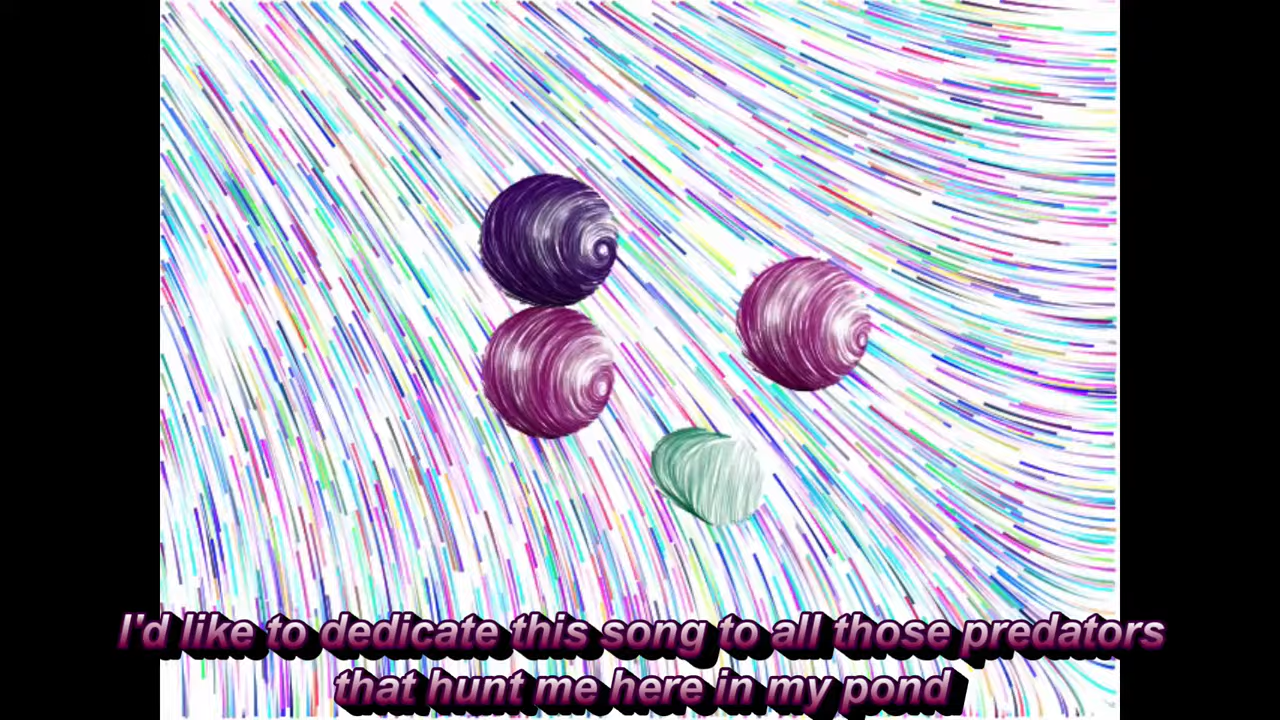 I'd like to dedicate this song to all those predators
that hunt me here in my pond